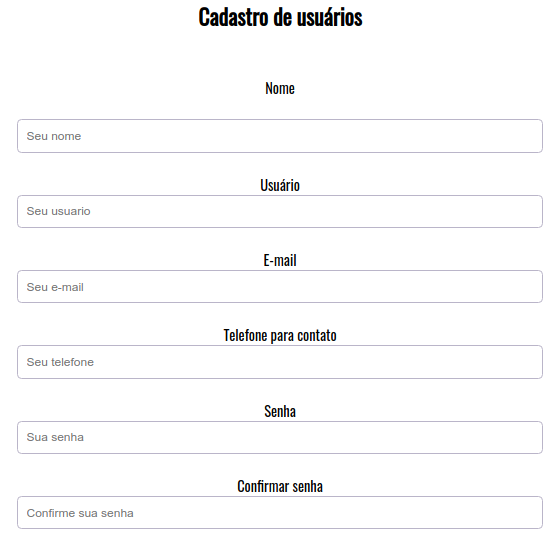 Cadastro de usuários
Nome
Seu nome
Usuário
Seu usuario
E-mail
Seu e-mail
Telefone para contato
Seu telefone
Senha
Sua senha
Confirmar senha
Confirme sua senha